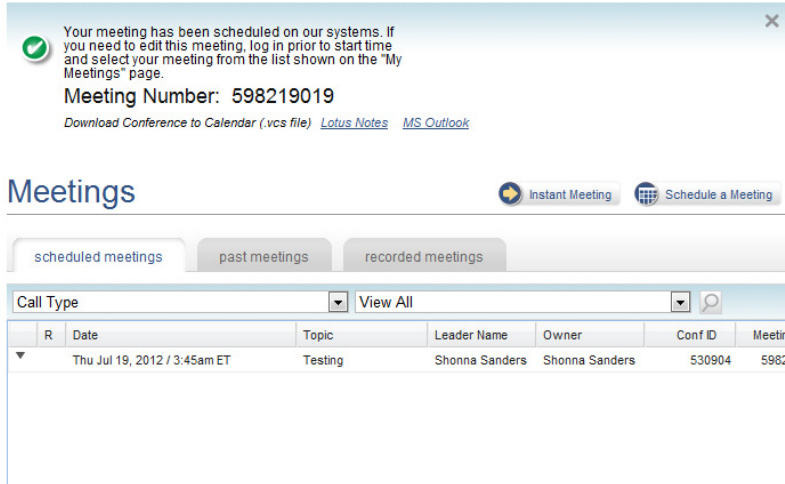 Your meeting has been scheduled on our systems. If
you need to edit this meeting, log in prior to start time
and select your meeting from the list shown on the "My
Meetings" page.
Meeting Number: 598219019
Download Conference to Calendar (.vcs file) Lotus Notes MS Outlook
Meetings
Instant Meeting Schedule a Meeting
scheduled meetings past meetings recorded meetings
Call Type View All
R Date Topic Leader Name Owner Conf ID Meetin
Thu Jul 19, 2012 / 3:45am ET Testing Shonna Sanders Shonna Sanders 530904 5982